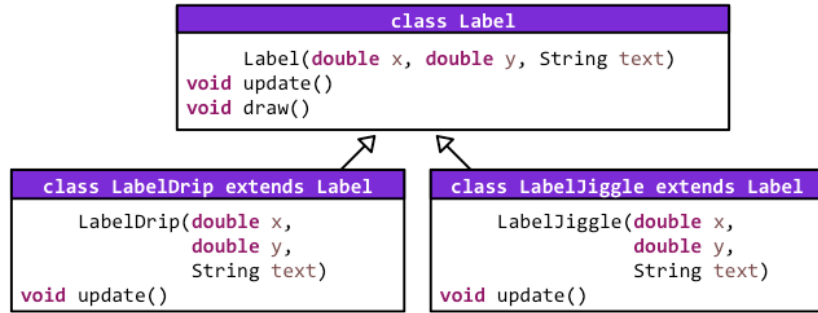 class Label
Label(double x, double y, String text)
void update()
void draw()
class LabelDrip extends Label
LabelDrip(double x,
double y,
String text)
void update()
class LabelJiggle extends Label
LabelJiggle(double x,
double y,
String text)
void update()